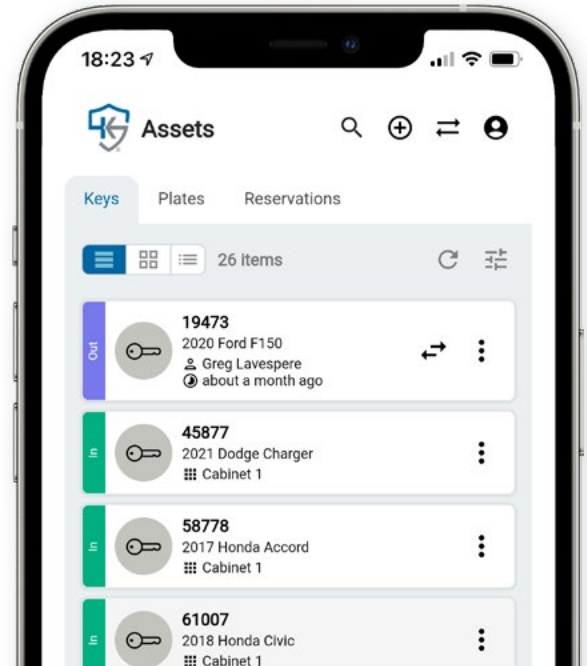 18:23
Assets
Keys Plates Reservations
26 items
Out
19473
2020 Ford F150
Greg Lavespere
about a month ago
In
45877
2021 Dodge Charger
Cabinet 1
In
58778
2017 Honda Accord
Cabinet 1
In
61007
2018 Honda Civic
Cabinet 1